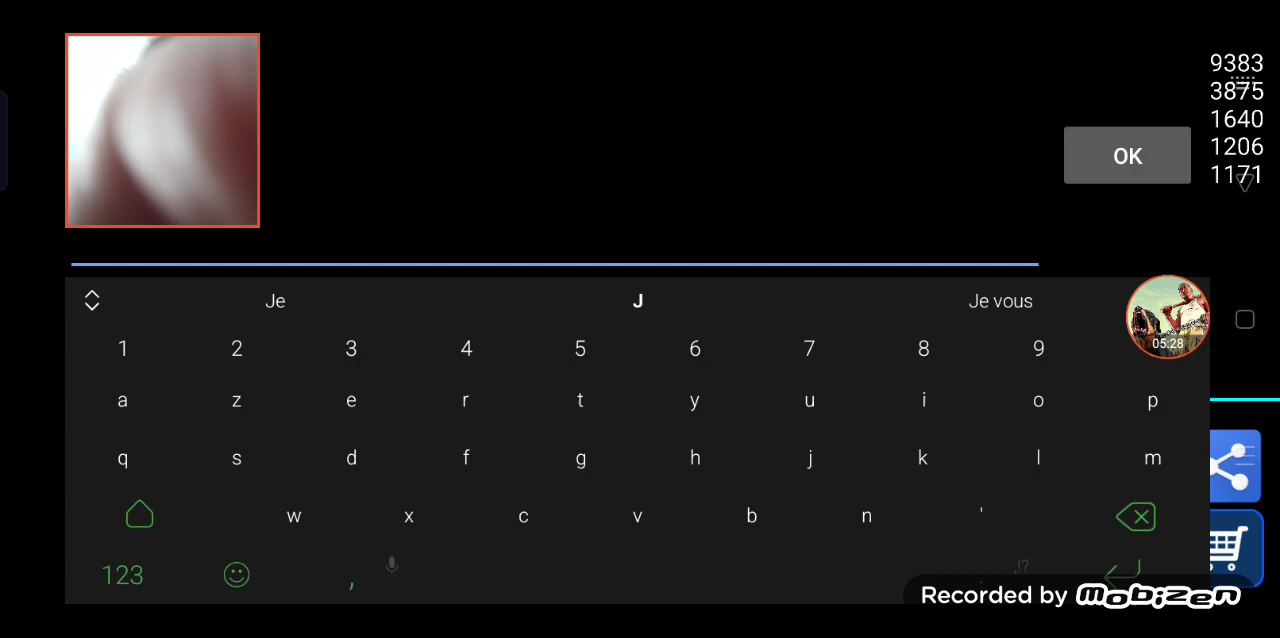 9383
3875
1640
1206
1171
OK
Je J Je vous
05:28
1 2 3 4 5 6 7 8 9
a z e r t y u i o p
q s d f g h j k l m
w x c v b n '
123 , !?
Recorded by mobizen